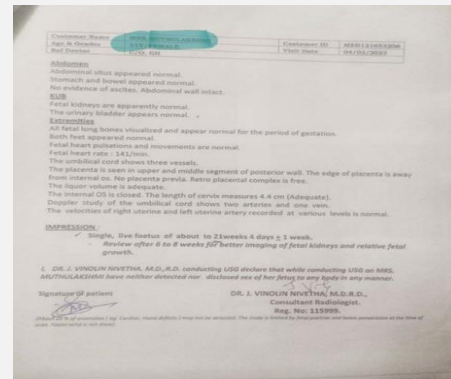 Customer Name MRS.MUTHULAKSHMI
Age & Gender /FEMALE Customer ID
Ref Doctor Visit Date
Abdomen
Abdominal situs appeared normal.
Stomach and bowel appeared normal.
No evidence of ascites. Abdominal wall intact.
KUB
Fetal kidneys are apparently normal.
The urinary bladder appears normal.
Extremities
All fetal long bones visualized and appear normal for the period of gestation.
Both feet appeared normal.
Fetal heart pulsations and movements are normal.
Fetal heart rate : 141/min.
The umbilical cord shows three vessels.
The placenta is seen in upper and middle segment of posterior wall. The edge of placenta is away
from internal os. No placenta previa. Retro placental complex is free.
The liquor volume is adequate.
The internal OS is closed. The length of cervix measures 4.4 cm (Adequate).
Doppler study of the umbilical cord shows two arteries and one vein.
The velocities of right uterine and left uterine artery recorded at various levels is normal.
IMPRESSION :
✓ Single, live foetus of about to 21weeks 4 days ± 1 week.
- Review after 6 to 8 weeks for better imaging of fetal kidneys and relative fetal
growth.
I, DR. J. VINOLIN NIVETHA, M.D.,R.D. conducting USG declare that while conducting USG on MRS.
MUTHULAKSHMI have neither detected nor disclosed sex of her fetus to any body in any manner.
Signature of patient DR. J. VINOLIN NIVETHA, M.D.R.D.,
Consultant Radiologist.
Reg. No: 115999.